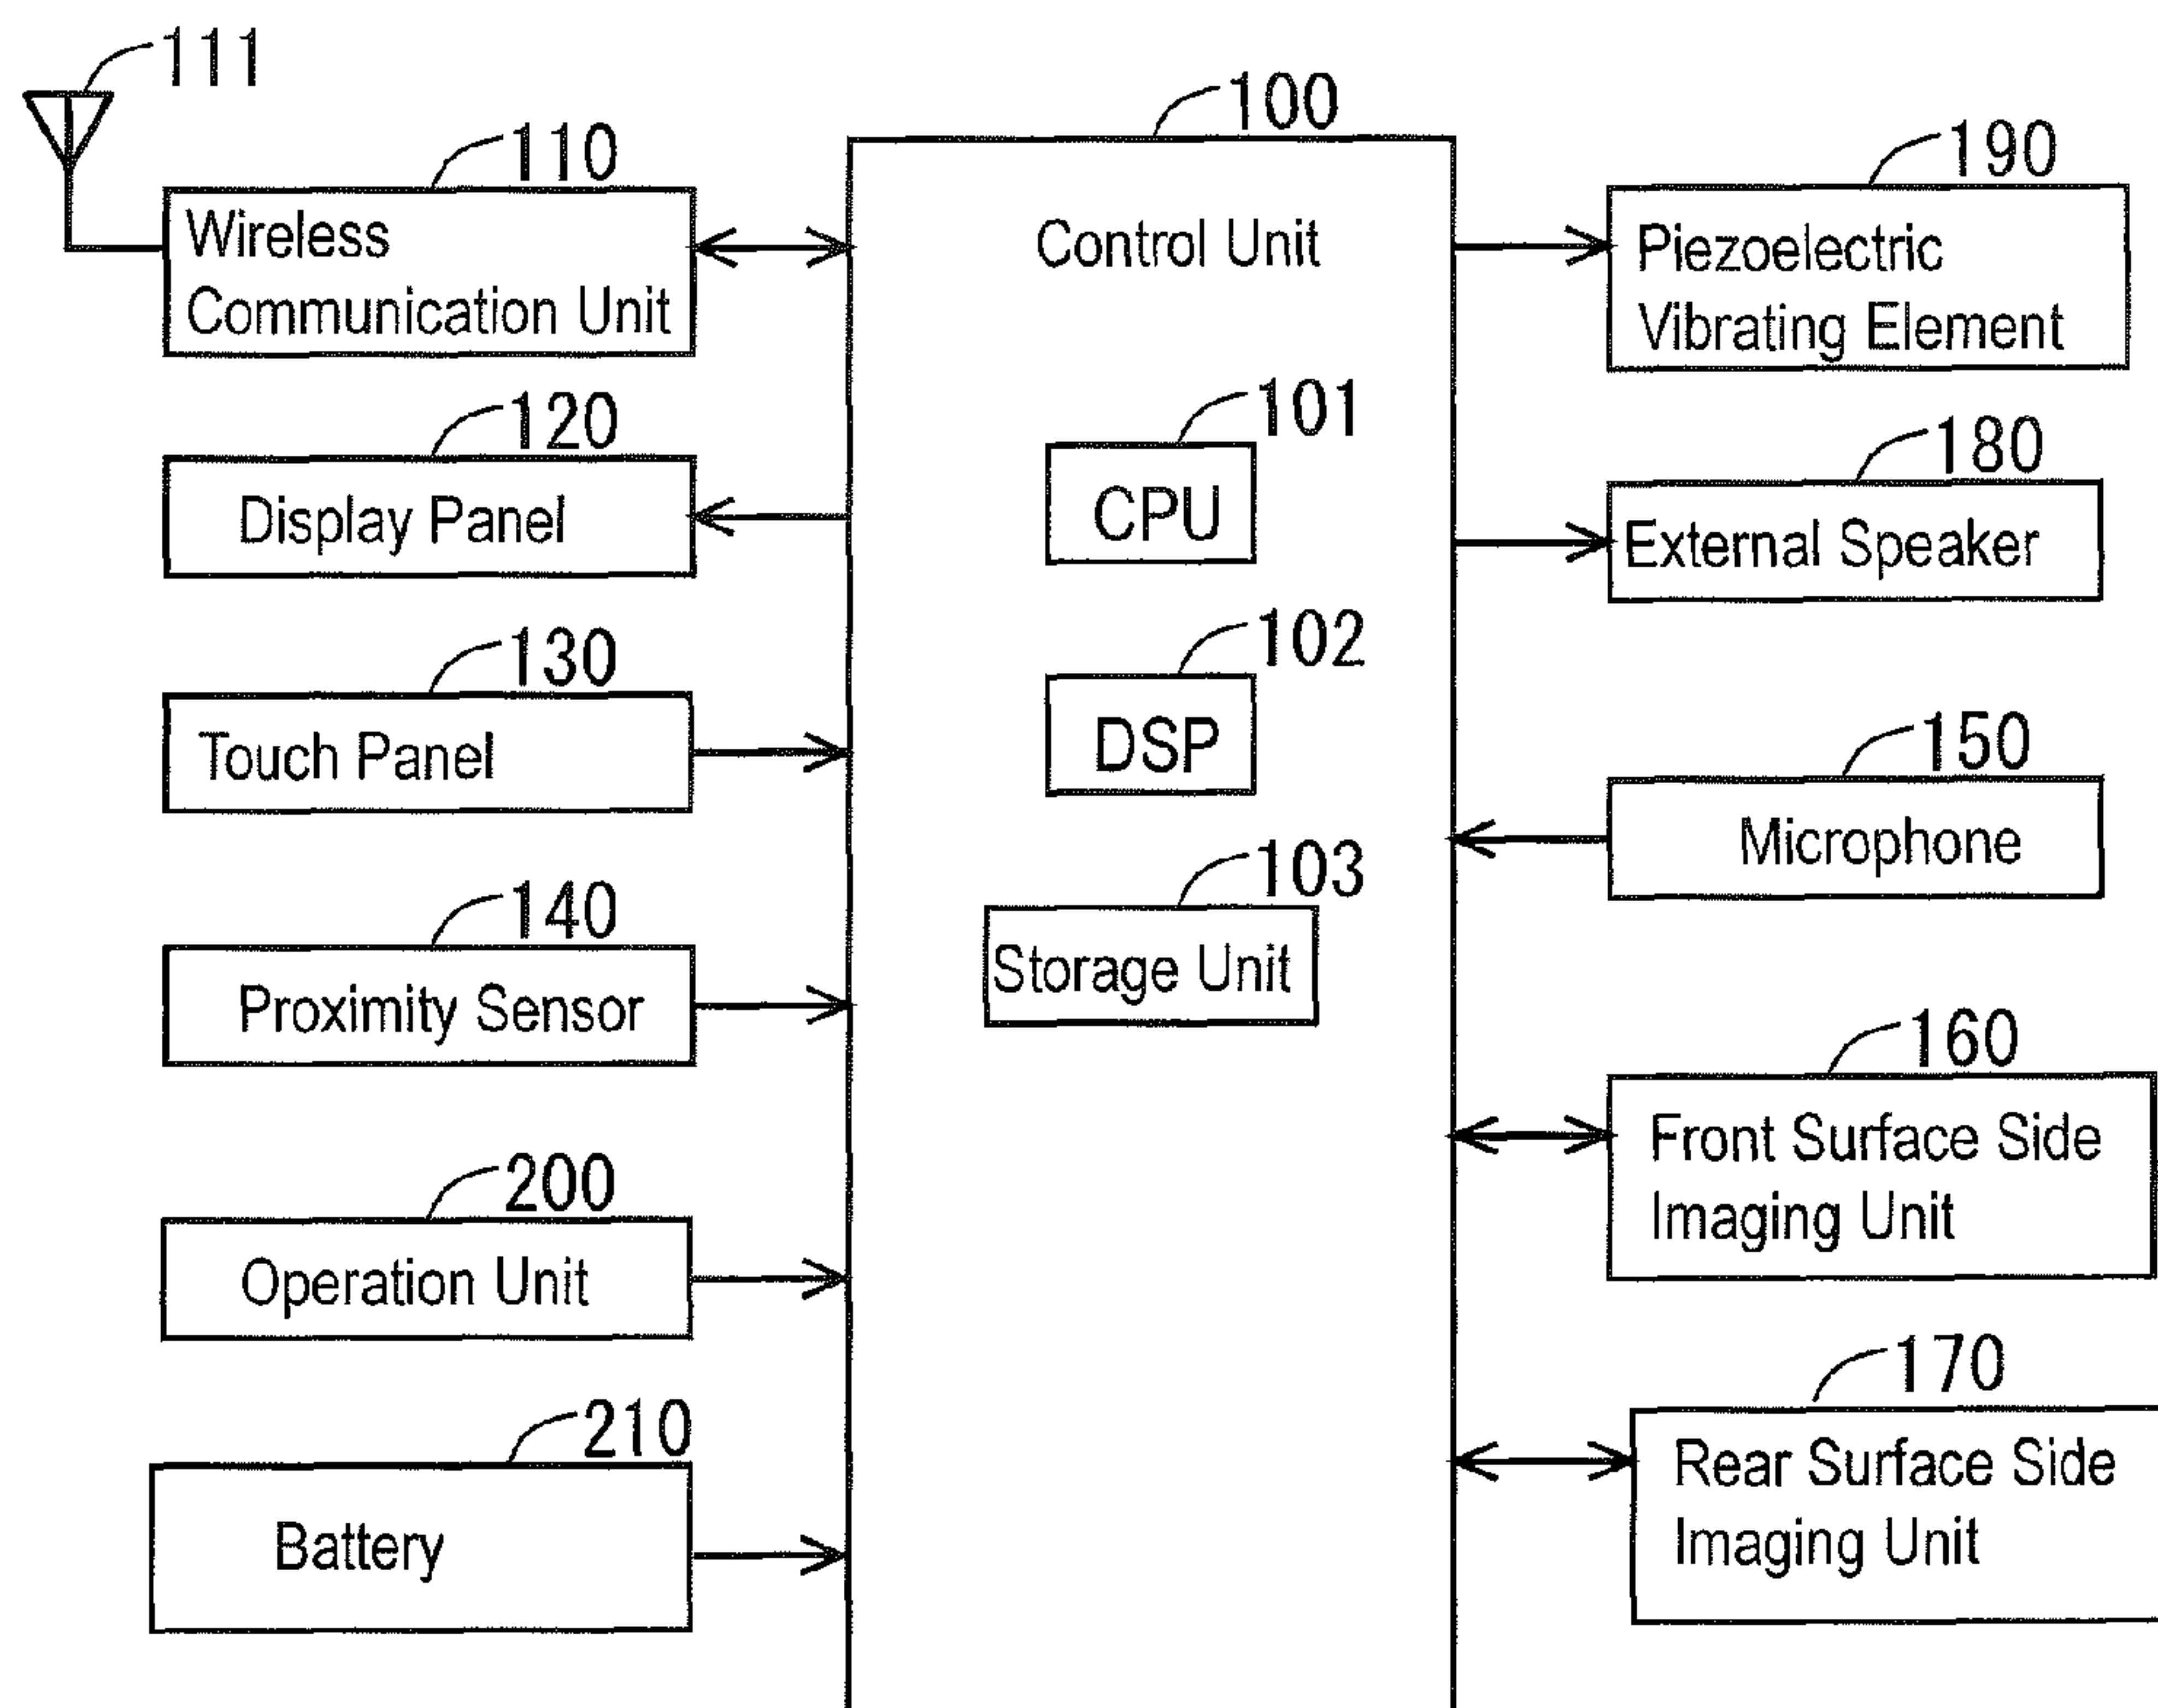 111
110
Wireless
Communication Unit
120
Display Panel
130
Touch Panel
140
Proximity Sensor
200
Operation Unit
210
Battery
100
Control Unit
101
CPU
102
DSP
103
Storage Unit
190
Piezoelectric
Vibrating Element
180
External Speaker
150
Microphone
160
Front Surface Side
Imaging Unit
170
Rear Surface Side
Imaging Unit